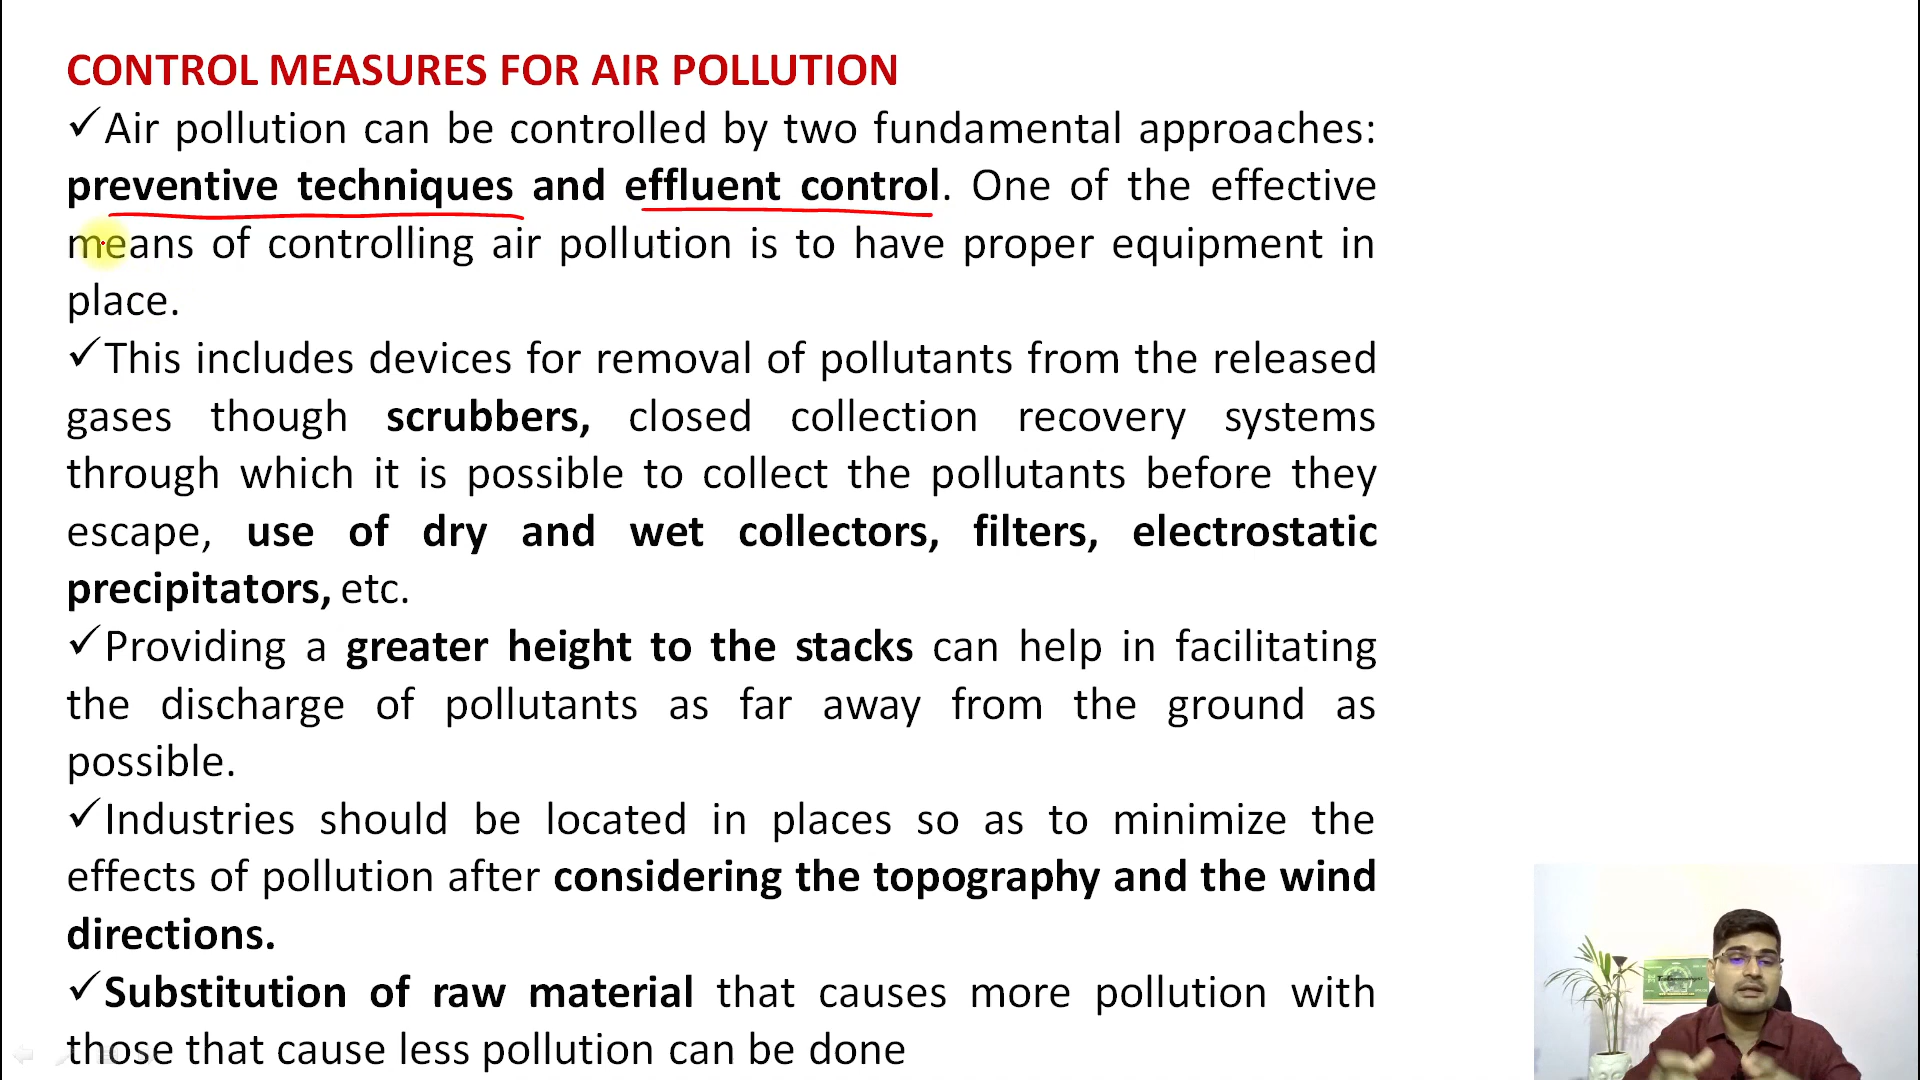 CONTROL MEASURES FOR AIR POLLUTION
✓Air pollution can be controlled by two fundamental approaches:
preventive techniques and effluent control. One of the effective
means of controlling air pollution is to have proper equipment in
place.
✓This includes devices for removal of pollutants from the released
gases though scrubbers, closed collection recovery systems
through which it is possible to collect the pollutants before they
escape, use of dry and wet collectors, filters, electrostatic
precipitators, etc.
✓Providing a greater height to the stacks can help in facilitating
the discharge of pollutants as far away from the ground as
possible.
✓Industries should be located in places so as to minimize the
effects of pollution after considering the topography and the wind
directions.
✓Substitution of raw material that causes more pollution with
those that cause less pollution can be done